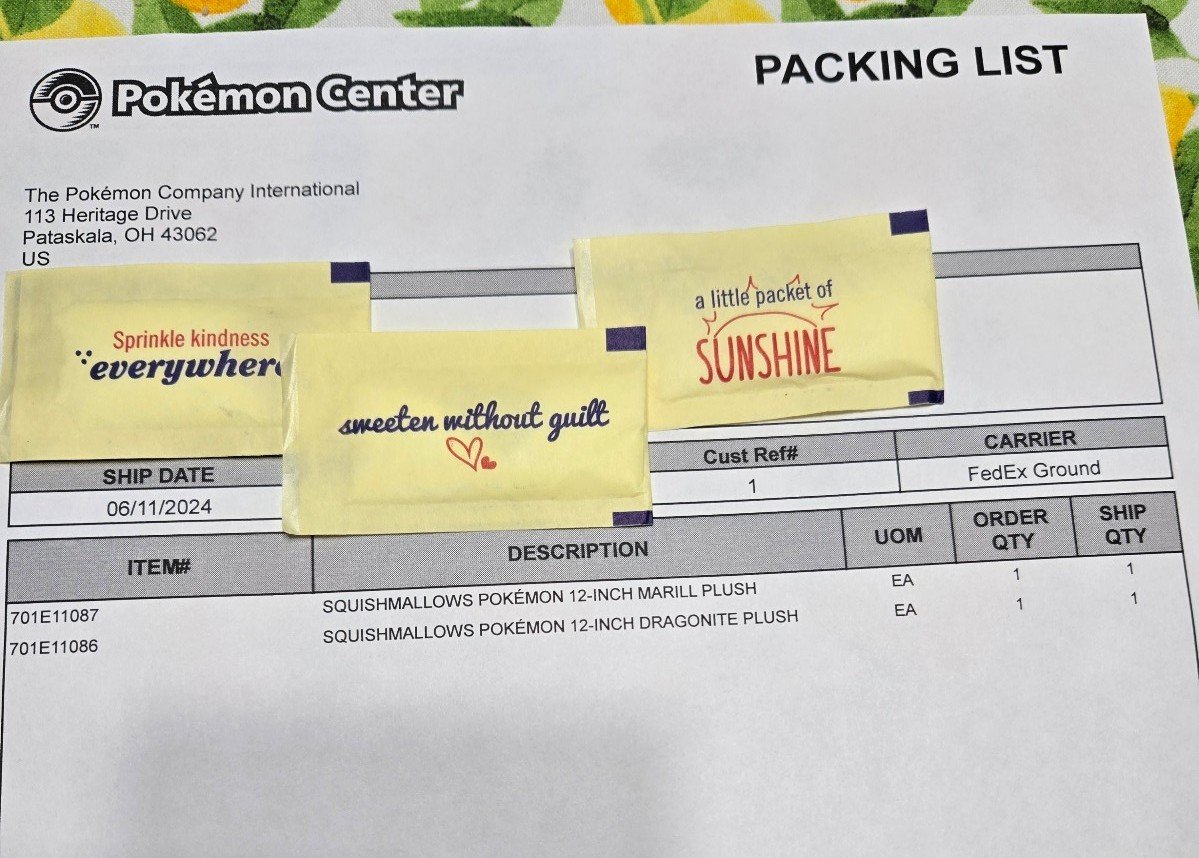 Pokémon Center
TM
PACKING LIST
The Pokémon Company International
113 Heritage Drive
Pataskala, OH 43062
US
Sprinkle kindness
everywhere
sweeten without guilt
a little packet of
SUNSHINE
SHIP DATE
06/11/2024
Cust Ref#
1
CARRIER
FedEx Ground
ITEM# DESCRIPTION UOM ORDER QTY SHIP QTY
701E11087 SQUISHMALLOWS POKÉMON 12-INCH MARILL PLUSH EA 1 1
701E11086 SQUISHMALLOWS POKÉMON 12-INCH DRAGONITE PLUSH EA 1 1